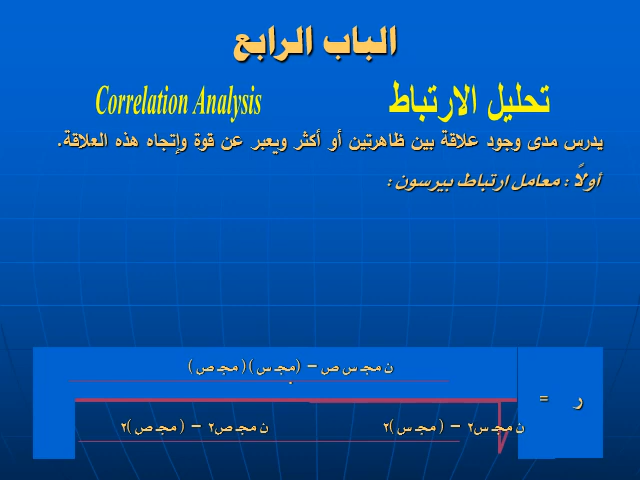 الباب الرابع
تحليل الارتباط Correlation Analysis
يدرس مدى وجود علاقة بين ظاهرتين أو أكثر ويعبر عن قوة وإتجاه هذه العلاقة.
أولاً : معامل ارتباط بيرسون :
ن مجـ س ص – (مجـ س)( مجـ ص )
ر =
ن مجـ س٢ – ( مجـ س )٢ ن مجـ ص٢ – ( مجـ ص )٢